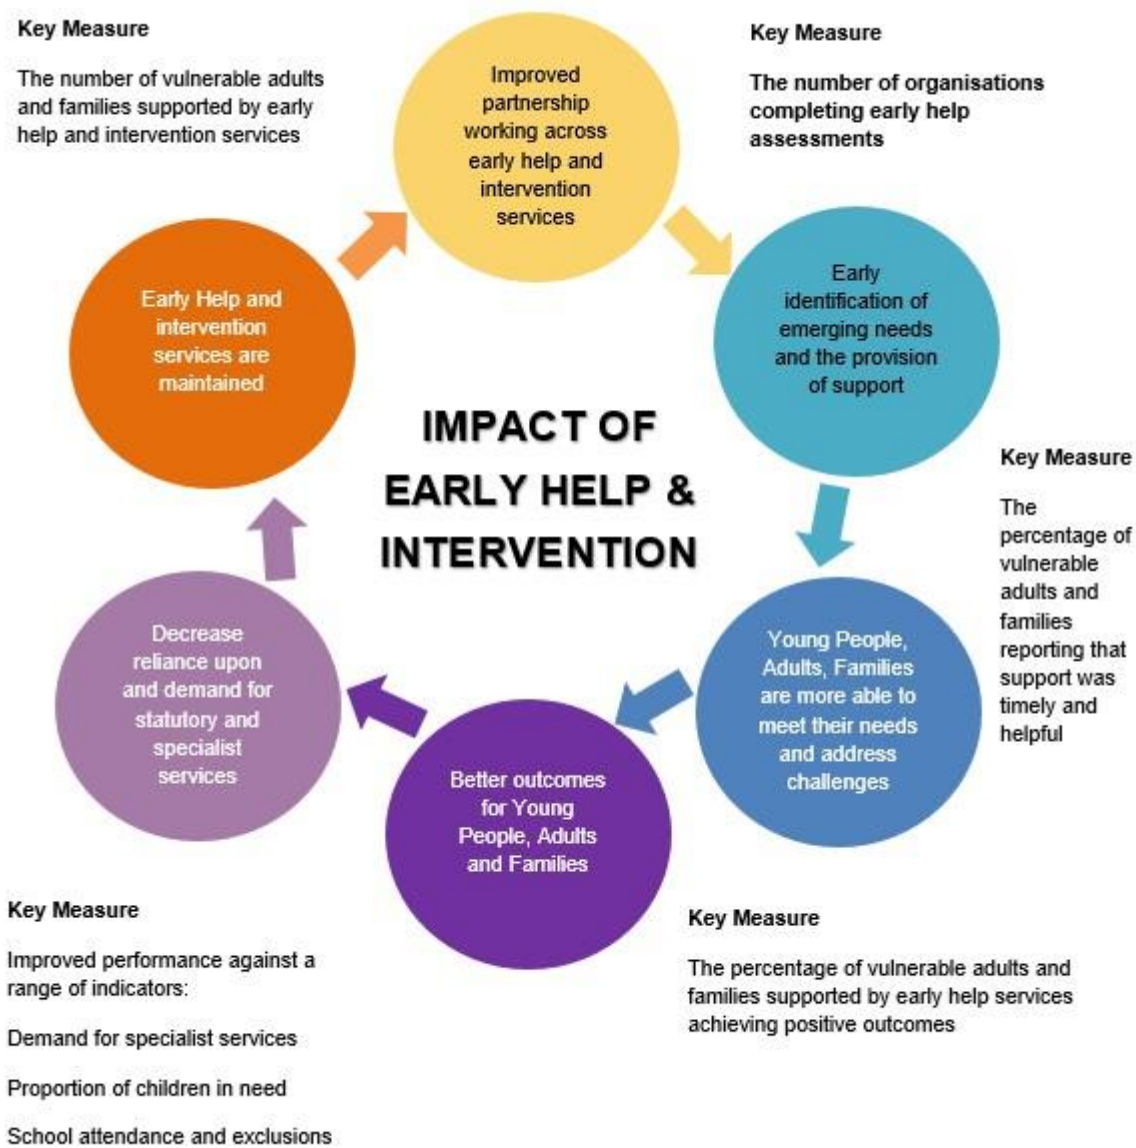 Key Measure
The number of vulnerable adults
and families supported by early
help and intervention services
Improved
partnership
working across
early help and
intervention
services
Key Measure
The number of organisations
completing early help
assessments
Early Help and
intervention
services are
maintained
Early
identification of
emerging needs
and the provision
of support
IMPACT OF
EARLY HELP &
INTERVENTION
Key Measure
The
percentage of
vulnerable
adults and
families
reporting that
support was
timely and
helpful
Decrease
reliance upon
and demand for
statutory and
specialist
services
Young People,
Adults, Families
are more able to
meet their needs
and address
challenges
Better outcomes
for Young
People, Adults
and Families
Key Measure
Improved performance against a
range of indicators:
Demand for specialist services
Proportion of children in need
School attendance and exclusions
Key Measure
The percentage of vulnerable adults and
families supported by early help services
achieving positive outcomes